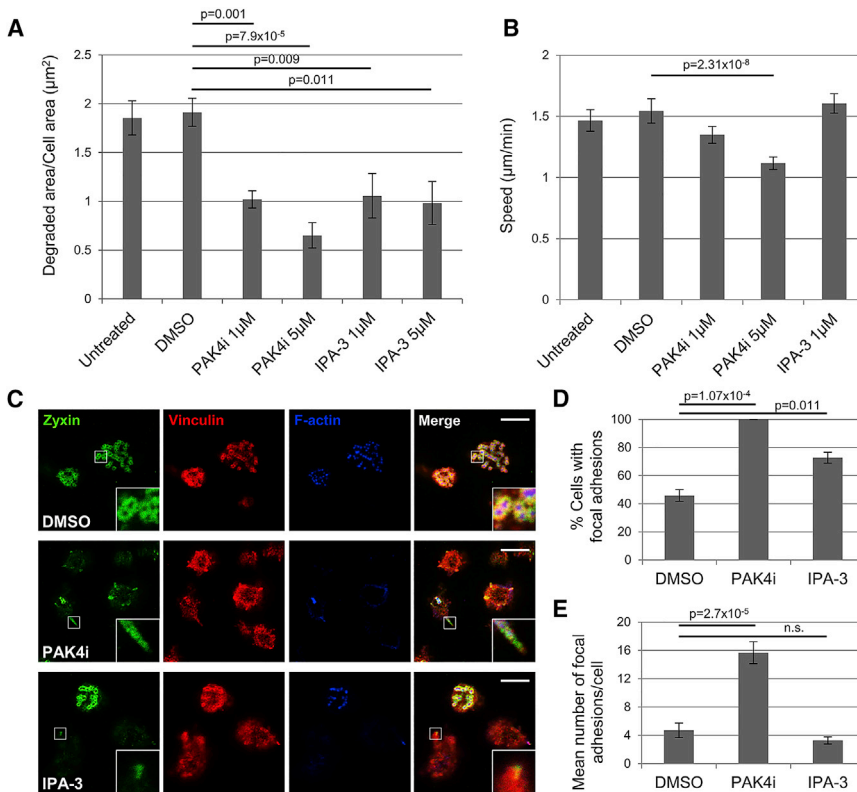 A
p=0.001
p=7.9x10-5
p=0.009
p=0.011
Degraded area/Cell area (µm2)
2.5
2
1.5
1
0.5
0
Untreated
DMSO
PAK4i 1µM
PAK4i 5µM
IPA-3 1µM
IPA-3 5µM
B
p=2.31x10-8
Speed (µm/min)
2
1.5
1
0.5
0
Untreated
DMSO
PAK4i 1µM
PAK4i 5µM
IPA-3 1µM
C
Zyxin
Vinculin
F-actin
Merge
DMSO
PAK4i
IPA-3
D
p=1.07x10-4
p=0.011
% Cells with
focal adhesions
100
80
60
40
20
0
DMSO
PAK4i
IPA-3
E
p=2.7x10-5
n.s.
Mean number of focal
adhesions/cell
20
16
12
8
4
0
DMSO
PAK4i
IPA-3